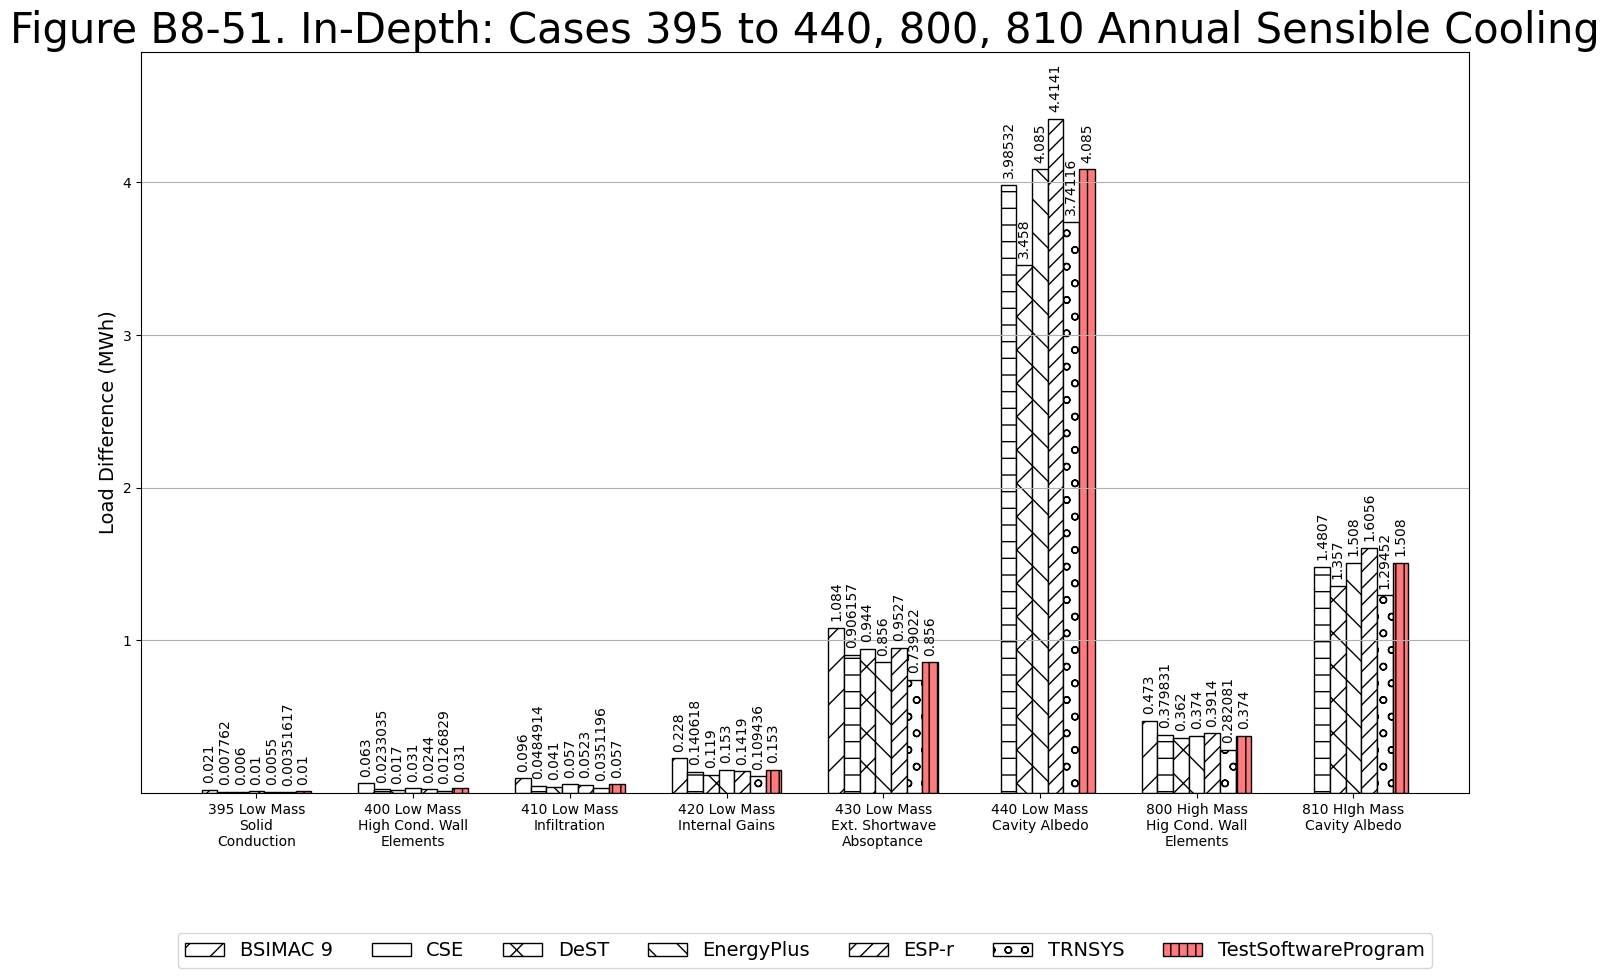 Figure B8-51. In-Depth: Cases 395 to 440, 800, 810 Annual Sensible Cooling
Load Difference (MWh)
4
3
2
1
0.021
0.007762
0.006
0.01
0.0055
0.00351617
0.01
0.063
0.0233035
0.017
0.031
0.0244
0.0126829
0.031
0.096
0.0484914
0.041
0.057
0.0523
0.0351196
0.057
0.228
0.140618
0.119
0.153
0.1419
0.109436
0.153
1.084
0.906157
0.944
0.856
0.9527
0.739022
0.856
3.98532
3.458
4.085
4.4141
3.74116
4.085
0.473
0.379831
0.362
0.374
0.3914
0.282081
0.374
1.4807
1.357
1.508
1.6056
1.29452
1.508
395 Low Mass
Solid
Conduction
400 Low Mass
High Cond. Wall
Elements
410 Low Mass
Infiltration
420 Low Mass
Internal Gains
430 Low Mass
Ext. Shortwave
Absoptance
440 Low Mass
Cavity Albedo
800 High Mass
Hig Cond. Wall
Elements
810 HIgh Mass
Cavity Albedo
BSIMAC 9
CSE
DeST
EnergyPlus
ESP-r
TRNSYS
TestSoftwareProgram